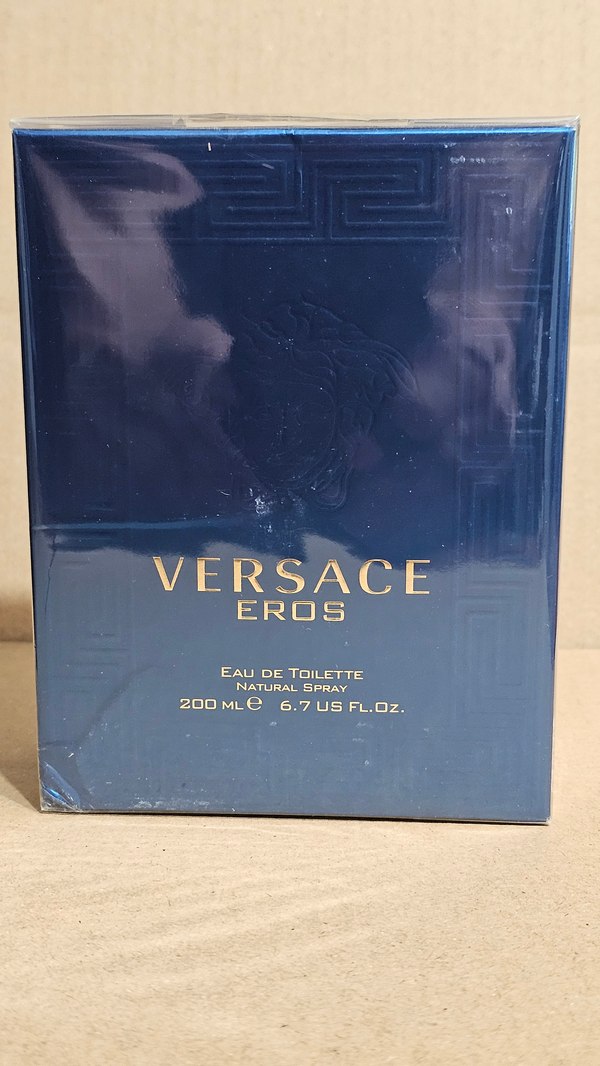 VERSACE
EROS
EAU DE TOILETTE
NATURAL SPRAY
200 ML ℮ 6.7 US FL.OZ.